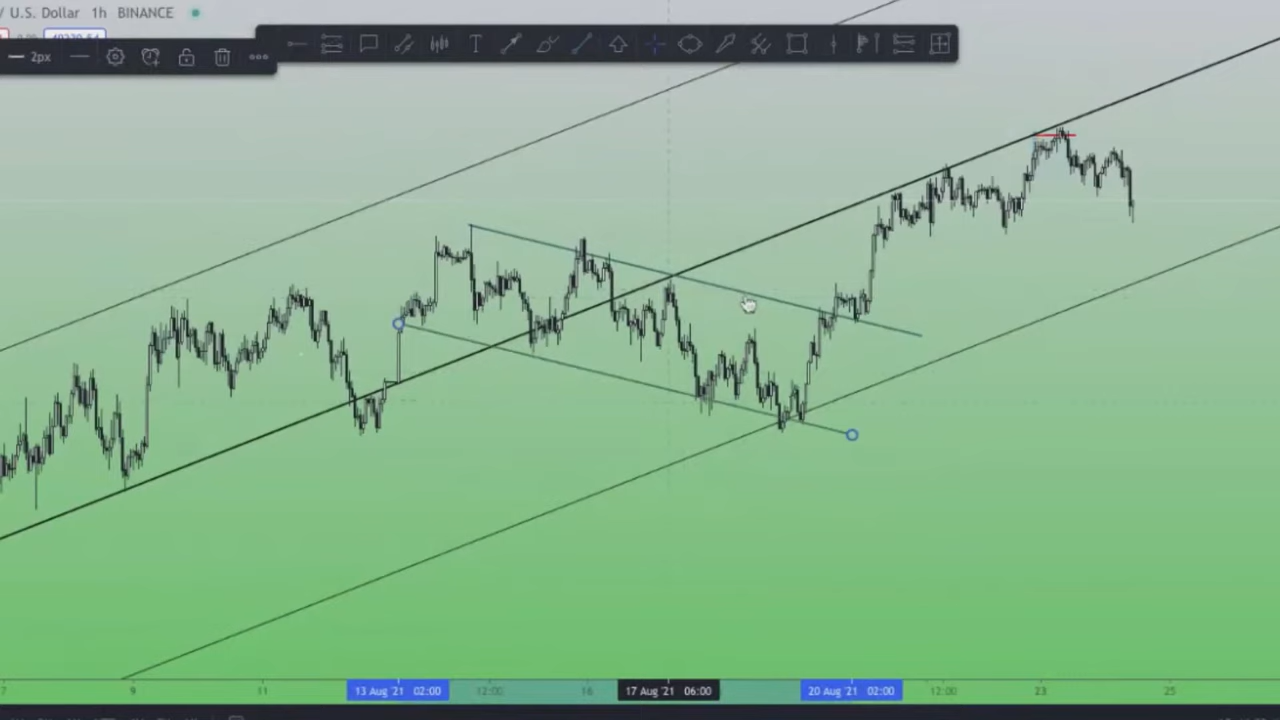 / U.S. Dollar 1h BINANCE
2px
T
7 9 11 13 Aug '21 02:00 12:00 16 17 Aug '21 06:00 20 Aug '21 02:00 12:00 23 25